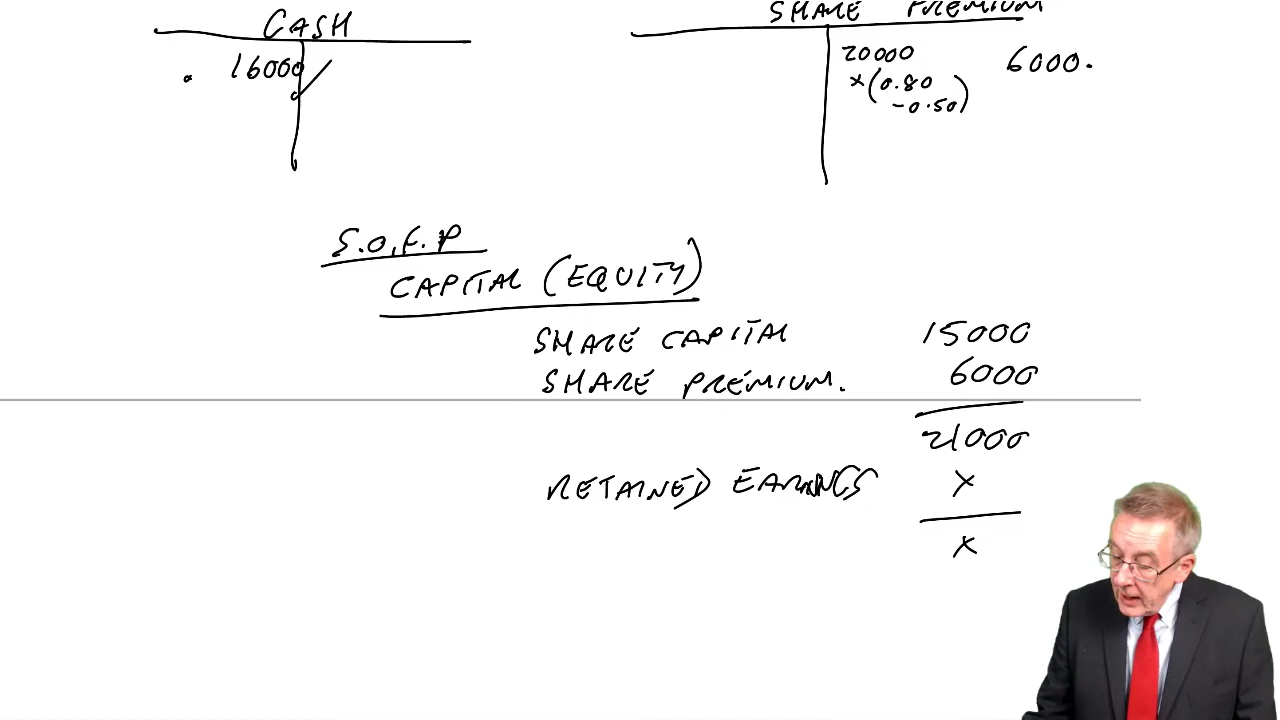 CASH
SHARE PREMIUM
16000
20000
x(0.80
-0.50)
6000.
S.O.F.P
CAPITAL (EQUITY)
SHARE CAPITAL 15000
SHARE PREMIUM. 6000
21000
RETAINED EARNINGS X
X